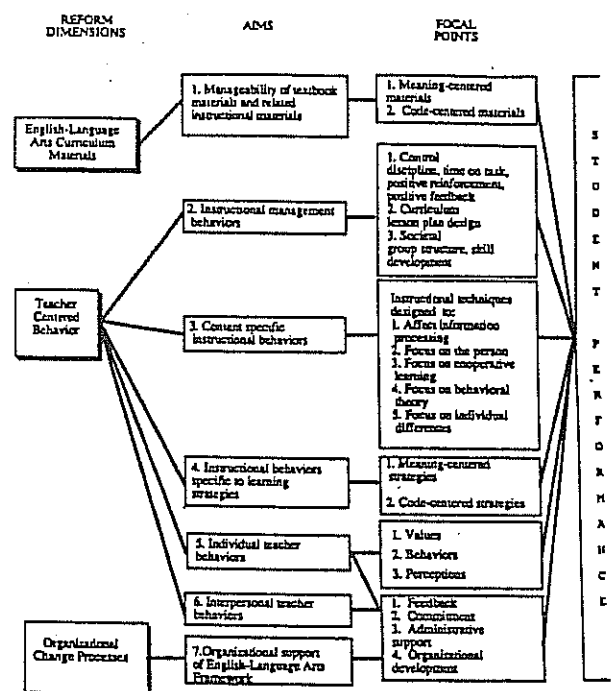 REFORM
DIMENSIONS
AIMS
FOCAL
POINTS
English-Language
Arts Curriculum
Materials
1. Manageability of textbook
materials and related
instructional materials
1. Meaning-centered
materials
2. Code-centered materials
Teacher
Centered
Behavior
2. Instructional management
behaviors
1. Control
discipline, time on task,
positive reinforcement,
positive feedback
2. Curriculum
lesson plan design
3. Societal
group structure, skill
development
3. Content specific
instructional behaviors
Instructional techniques
designed to:
1. Affect information
processing
2. Focus on the person
3. Focus on cooperative
learning
4. Focus on behavioral
theory
5. Focus on individual
differences
4. Instructional behaviors
specific to learning
strategies
1. Meaning-centered
strategies
2. Code-centered strategies
5. Individual teacher
behaviors
1. Values
2. Behaviors
3. Perceptions
6. Interpersonal teacher
behaviors
1. Feedback
2. Commitment
3. Administrative
support
4. Organizational
development
Organizational
Change Processes
7.Organizational support
of English-Language Arts
Framework
STUDENT PERFORMANCE